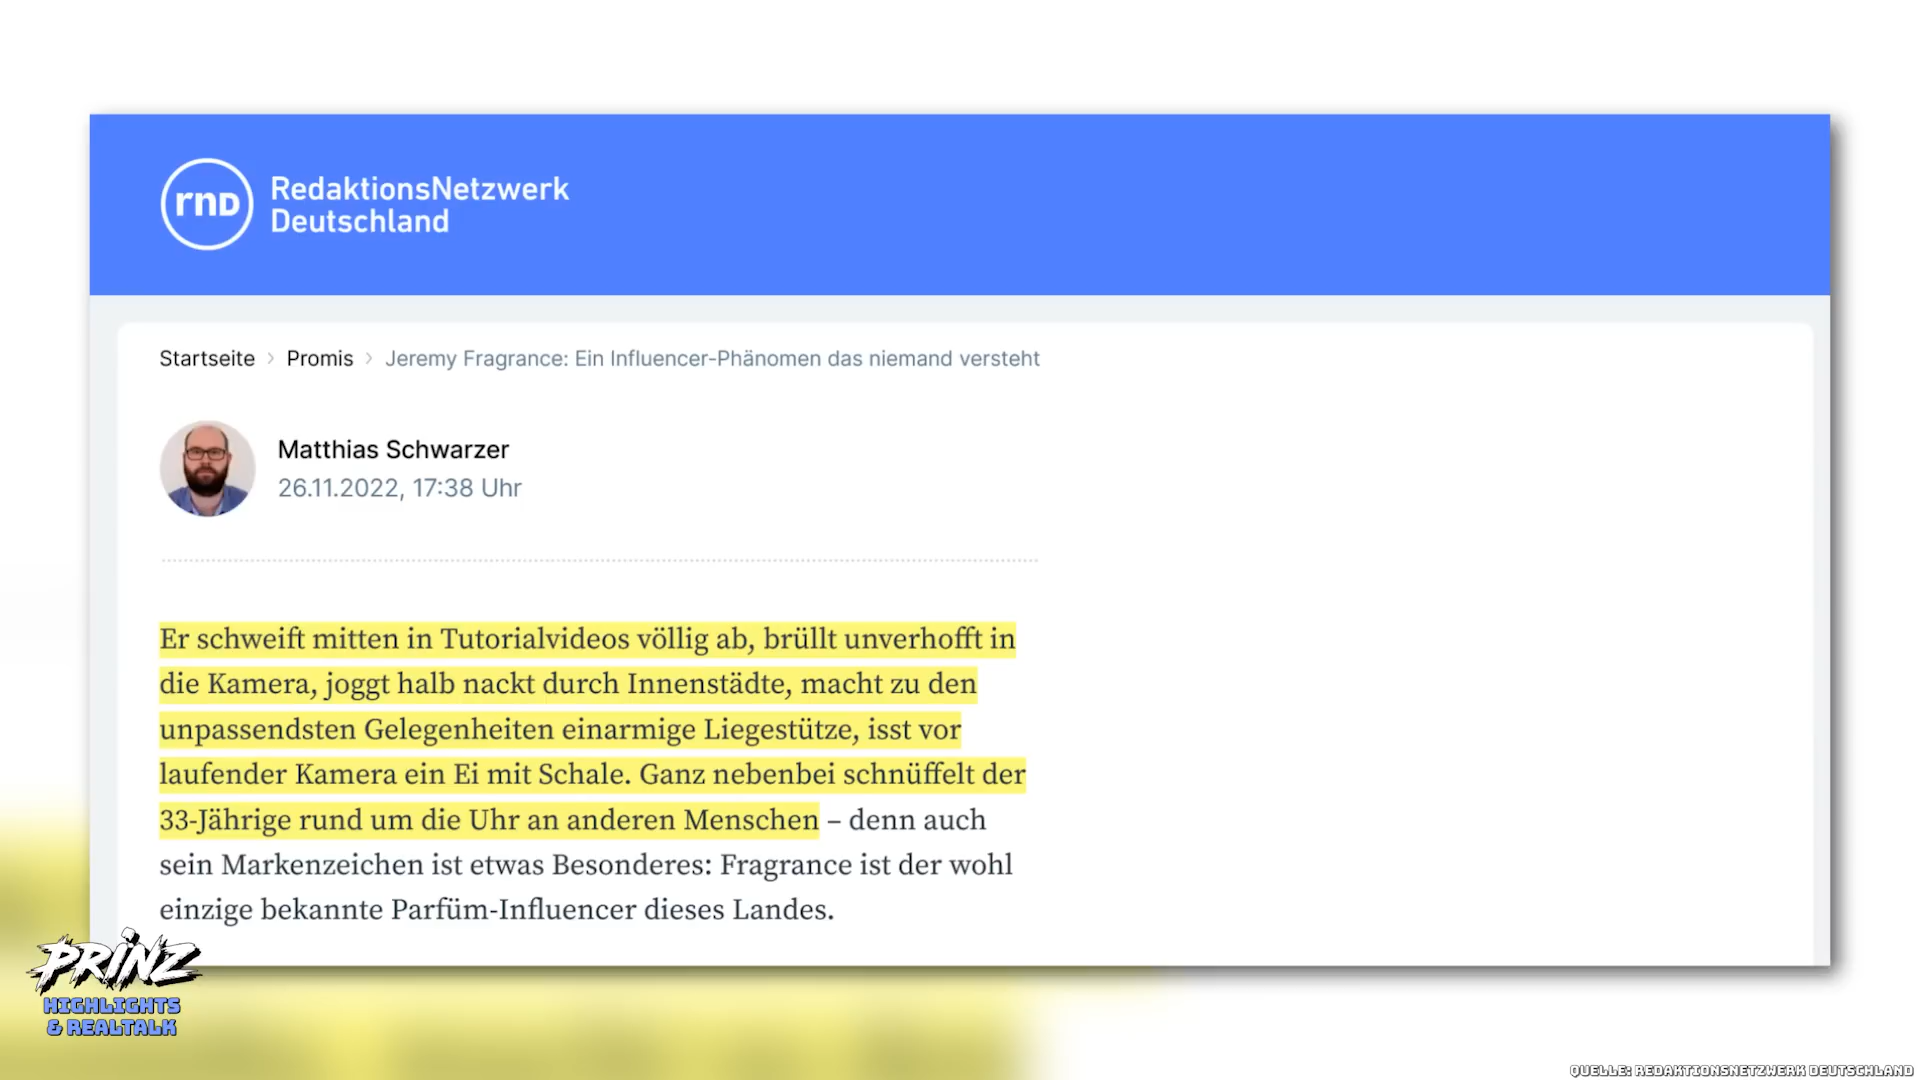 rnd
RedaktionsNetzwerk
Deutschland
Startseite > Promis > Jeremy Fragrance: Ein Influencer-Phänomen das niemand versteht
Matthias Schwarzer
26.11.2022, 17:38 Uhr
Er schweift mitten in Tutorialvideos völlig ab, brüllt unverhofft in
die Kamera, joggt halb nackt durch Innenstädte, macht zu den
unpassendsten Gelegenheiten einarmige Liegestütze, isst vor
laufender Kamera ein Ei mit Schale. Ganz nebenbei schnüffelt der
33-Jährige rund um die Uhr an anderen Menschen – denn auch
sein Markenzeichen ist etwas Besonderes: Fragrance ist der wohl
einzige bekannte Parfüm-Influencer dieses Landes.
PRINZ
HIGHLIGHTS
& REALTALK
QUELLE: REDAKTIONSNETZWERK DEUTSCHLAND